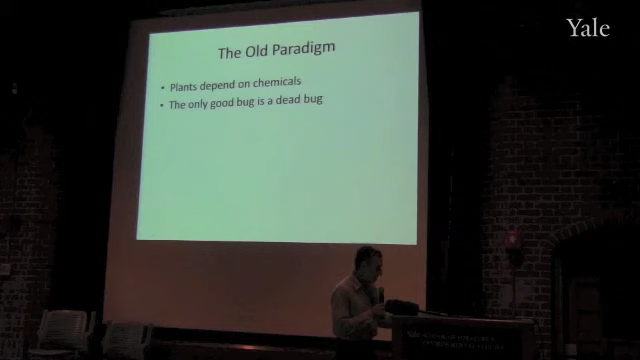 Yale
The Old Paradigm
• Plants depend on chemicals
• The only good bug is a dead bug